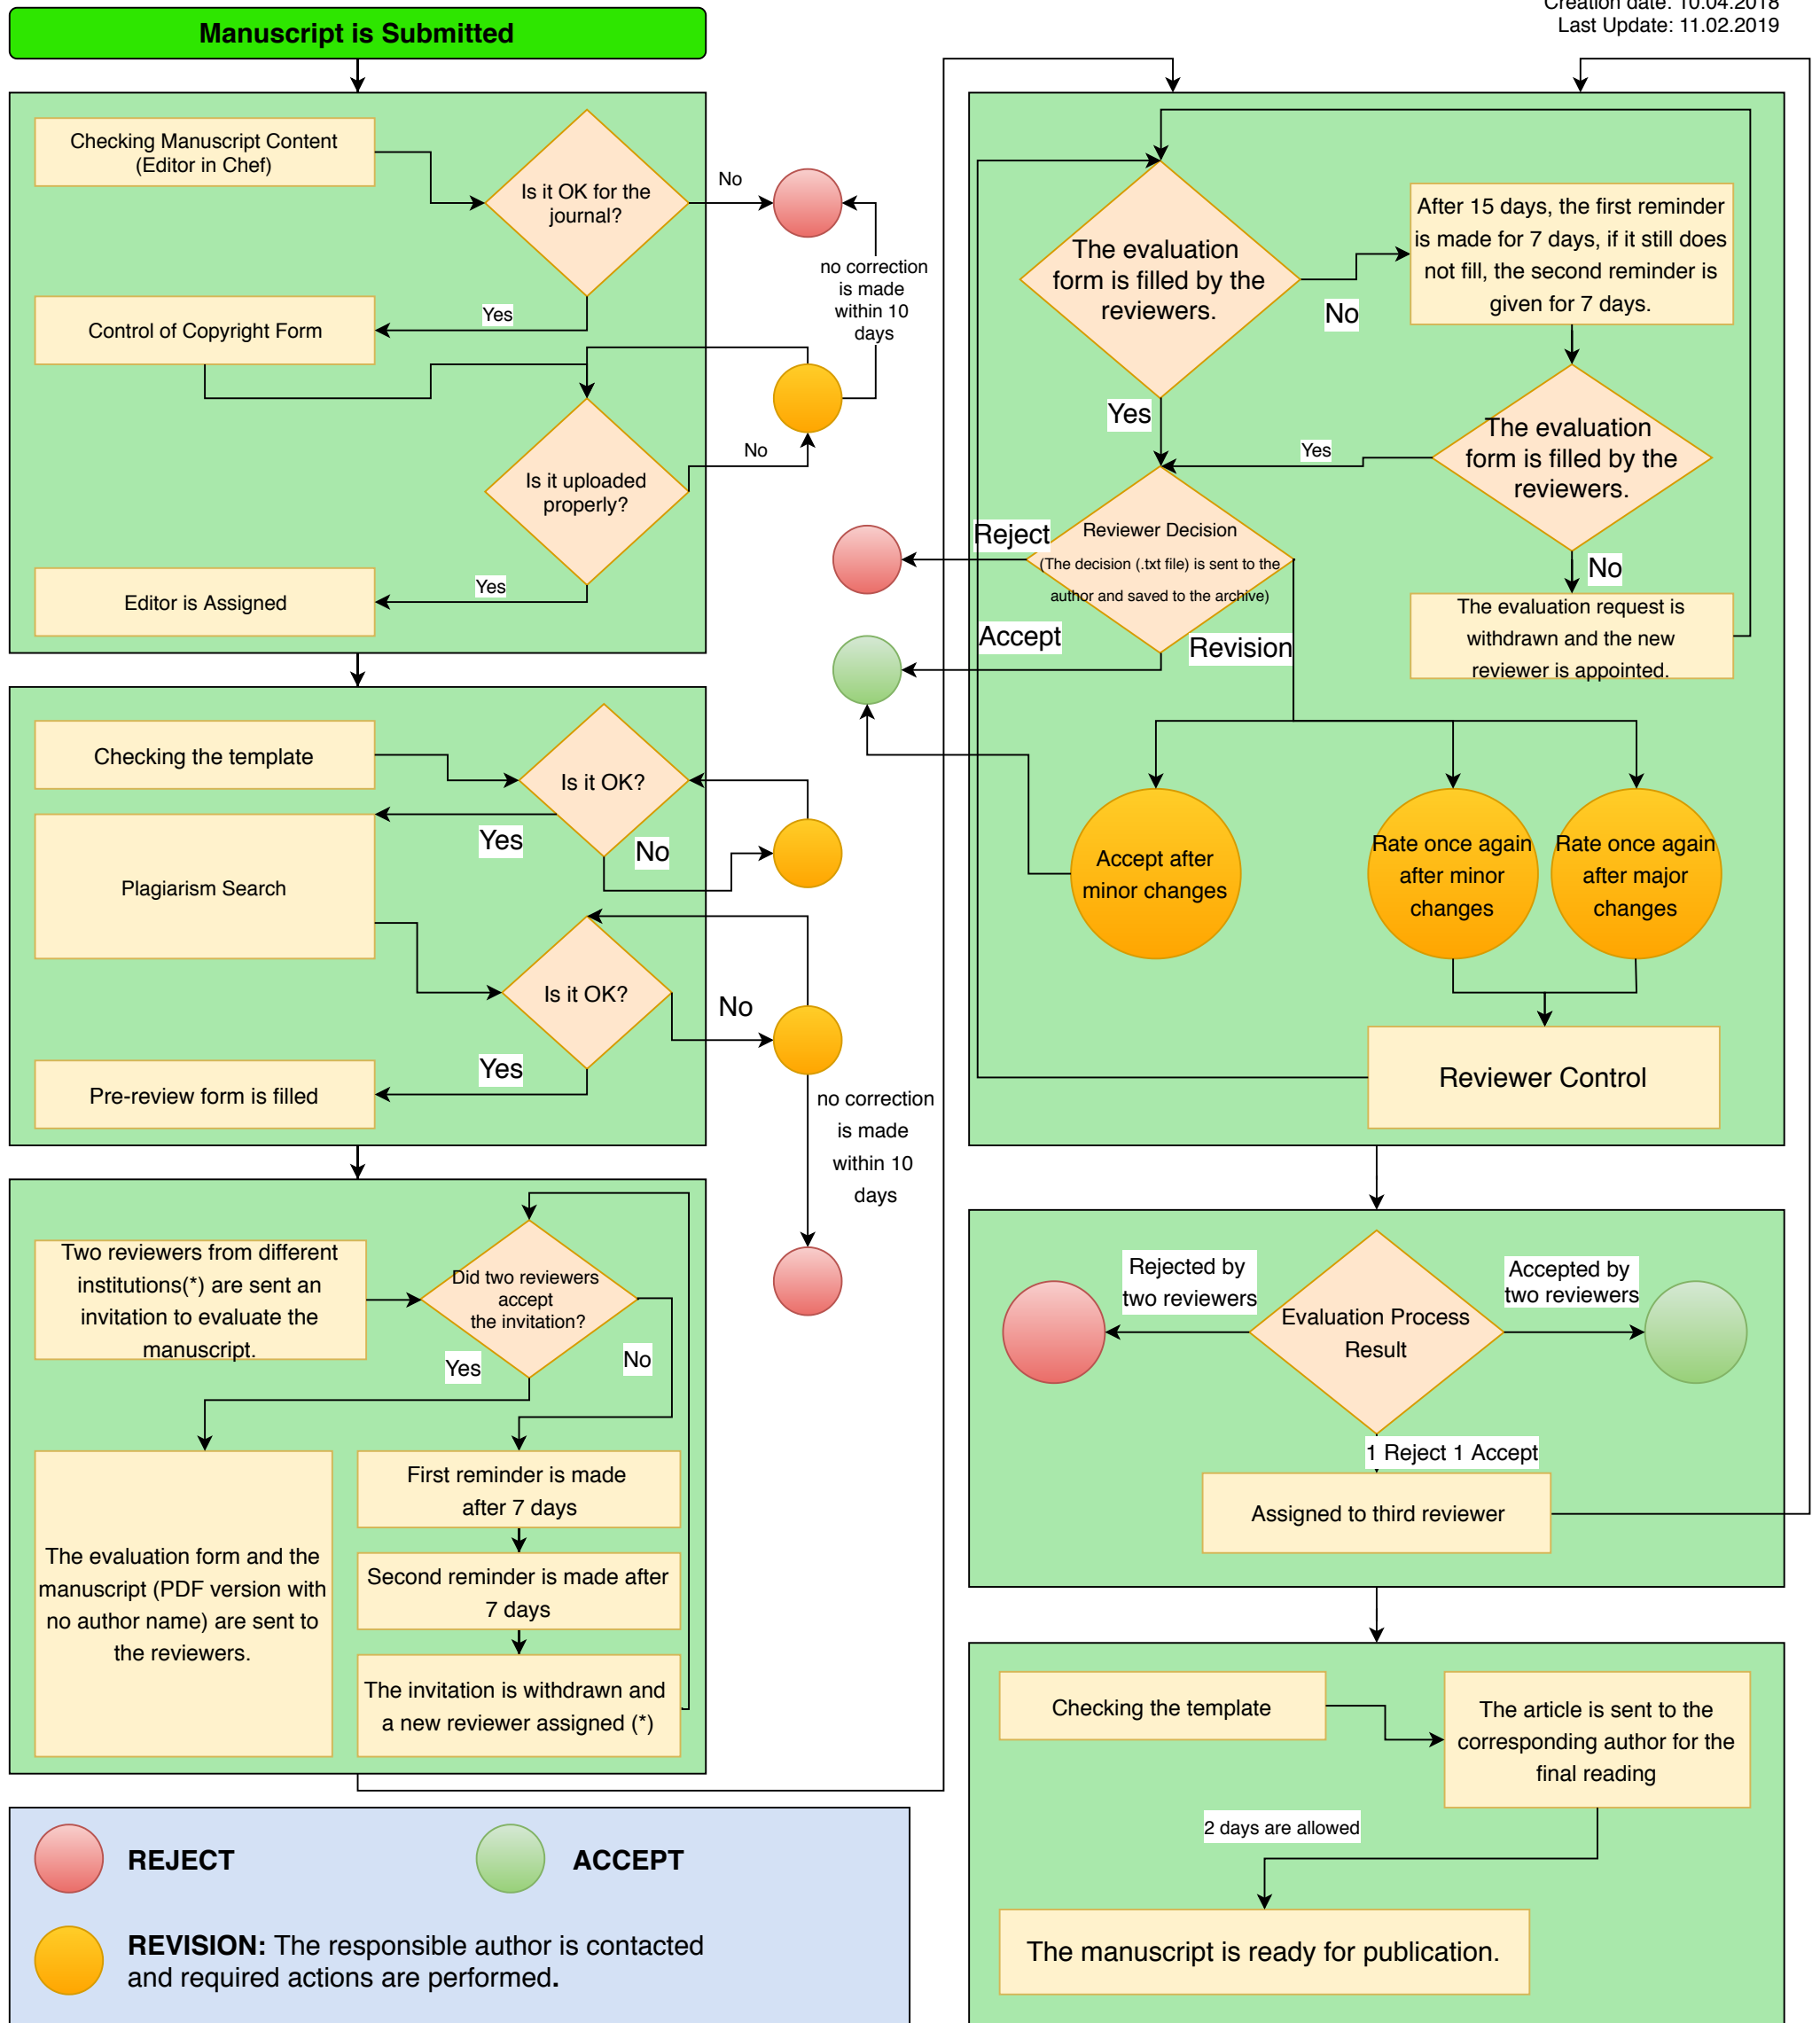 Creation date: 10.04.2018
Last Update: 11.02.2019
Manuscript is Submitted
Checking Manuscript Content
(Editor in Chef)
Is it OK for the
journal?
No
Yes
Control of Copyright Form
no correction
is made
within 10
days
No
Is it uploaded
properly?
Yes
Editor is Assigned
Checking the template
Is it OK?
Yes
No
Plagiarism Search
Is it OK?
No
Yes
Pre-review form is filled
no correction
is made
within 10
days
Two reviewers from different
institutions(*) are sent an
invitation to evaluate the
manuscript.
Did two reviewers
accept
the invitation?
Yes
No
The evaluation form and the
manuscript (PDF version with
no author name) are sent to
the reviewers.
First reminder is made
after 7 days
Second reminder is made after
7 days
The invitation is withdrawn and
a new reviewer assigned (*)
REJECT
ACCEPT
REVISION: The responsible author is contacted
and required actions are performed.
The evaluation
form is filled by the
reviewers.
No
After 15 days, the first reminder
is made for 7 days, if it still does
not fill, the second reminder is
given for 7 days.
Yes
Yes
The evaluation
form is filled by the
reviewers.
No
The evaluation request is
withdrawn and the new
reviewer is appointed.
Reviewer Decision
(The decision (.txt file) is sent to the
author and saved to the archive)
Reject
Accept
Revision
Accept after
minor changes
Rate once again
after minor
changes
Rate once again
after major
changes
Reviewer Control
Rejected by
two reviewers
Evaluation Process
Result
Accepted by
two reviewers
1 Reject 1 Accept
Assigned to third reviewer
Checking the template
The article is sent to the
corresponding author for the
final reading
2 days are allowed
The manuscript is ready for publication.